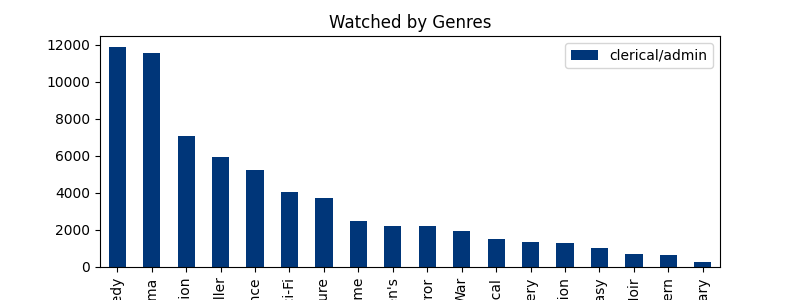 Watched by Genres
clerical/admin
12000
10000
8000
6000
4000
2000
0
edy
ma
ion
ller
nce
i-Fi
ure
me
en's
ror
War
cal
ery
ion
asy
loir
ern
ary